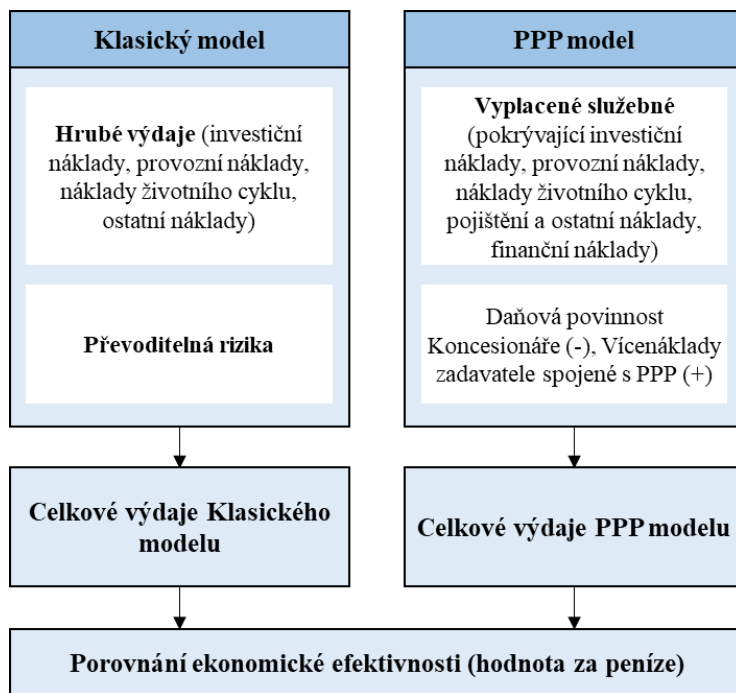 Klasický model
Hrubé výdaje (investiční
náklady, provozní náklady,
náklady životního cyklu,
ostatní náklady)
Převoditelná rizika
Celkové výdaje Klasického
modelu
PPP model
Vyplacené služebné
(pokrývající investiční
náklady, provozní náklady,
náklady životního cyklu,
pojištění a ostatní náklady,
finanční náklady)
Daňová povinnost
Koncesionáře (-), Vícenáklady
zadavatele spojené s PPP (+)
Celkové výdaje PPP modelu
Porovnání ekonomické efektivnosti (hodnota za peníze)